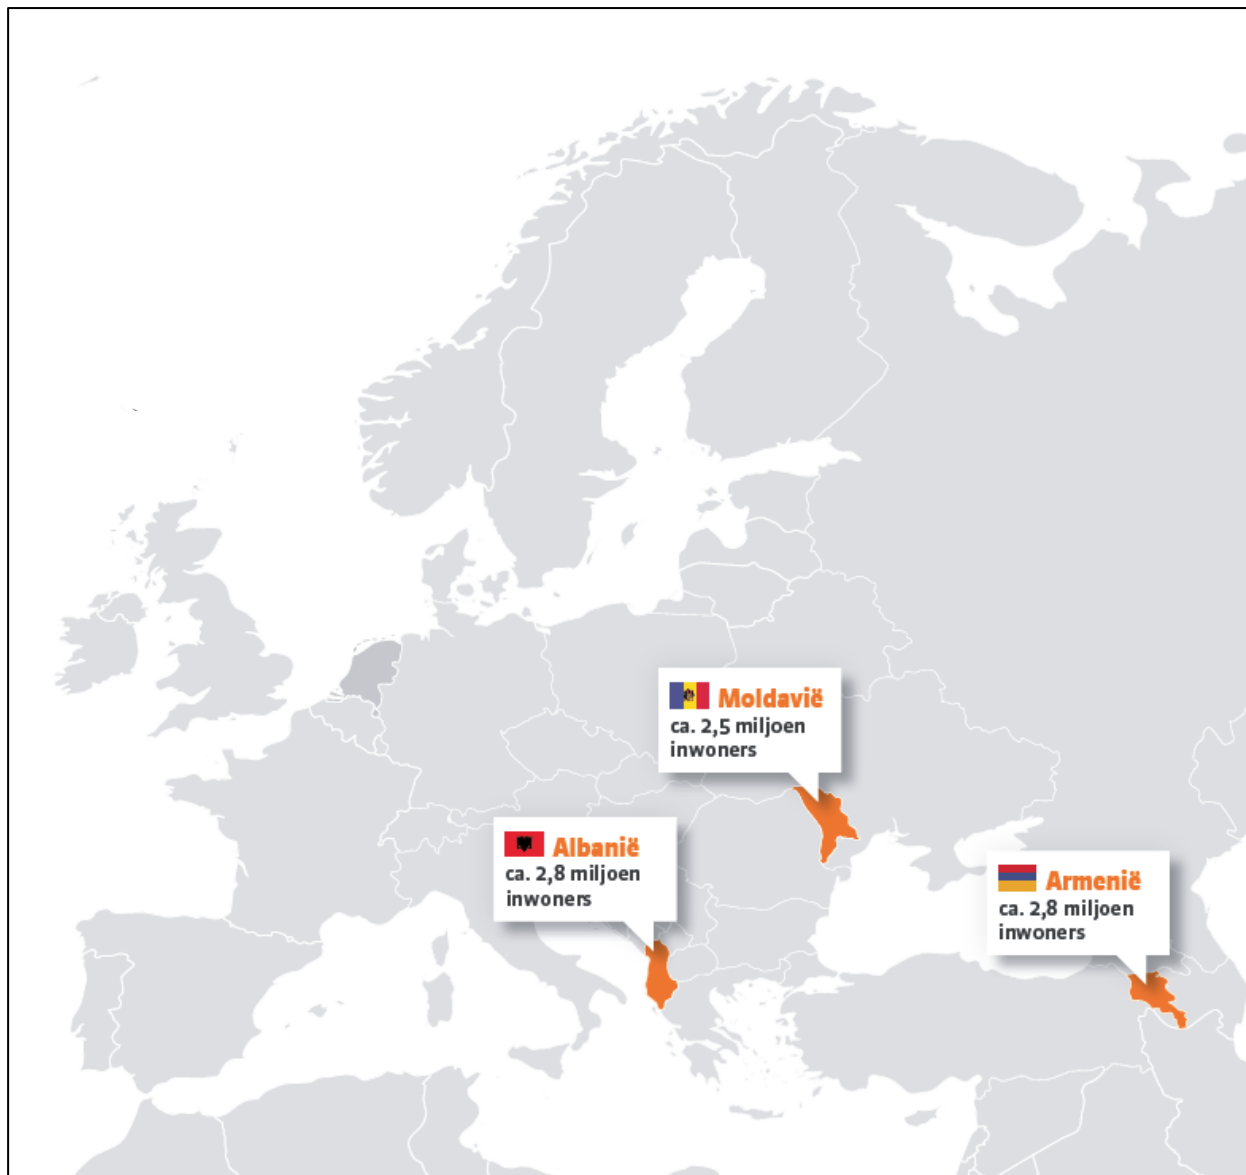 Moldavië
ca. 2,5 miljoen
inwoners
Albanië
ca. 2,8 miljoen
inwoners
Armenië
ca. 2,8 miljoen
inwoners